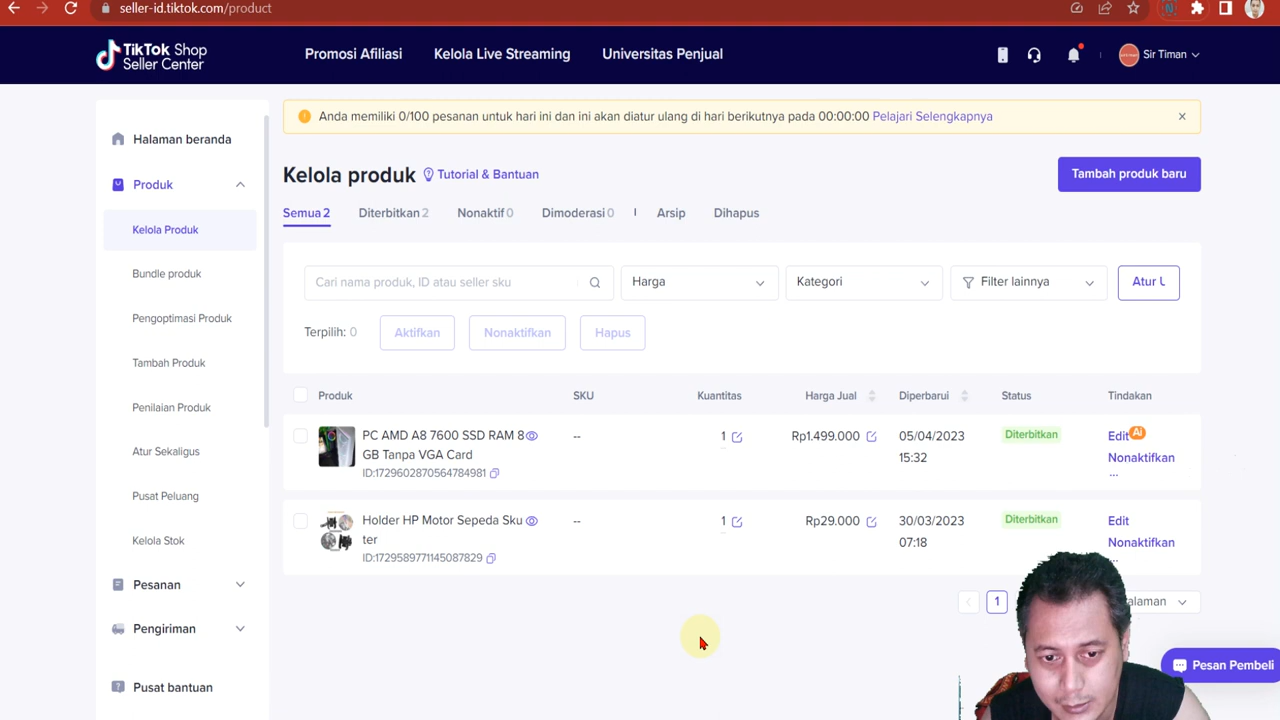 seller-id.tiktok.com/product
TikTok Shop
Seller Center
Promosi Afiliasi
Kelola Live Streaming
Universitas Penjual
Sir Timan
Halaman beranda
Produk
Kelola Produk
Bundle produk
Pengoptimasi Produk
Tambah Produk
Penilaian Produk
Atur Sekaligus
Pusat Peluang
Kelola Stok
Pesanan
Pengiriman
Pusat bantuan
Anda memiliki 0/100 pesanan untuk hari ini dan ini akan diatur ulang di hari berikutnya pada 00:00:00 Pelajari Selengkapnya
Kelola produk Tutorial & Bantuan
Tambah produk baru
Semua 2 Diterbitkan 2 Nonaktif 0 Dimoderasi 0 Arsip Dihapus
Cari nama produk, ID atau seller sku
Harga
Kategori
Filter lainnya
Atur U
Terpilih: 0 Aktifkan Nonaktifkan Hapus
Produk SKU Kuantitas Harga Jual Diperbarui Status Tindakan
PC AMD A8 7600 SSD RAM 8
GB Tanpa VGA Card
ID:1729602870564784981
-- 1 Rp1.499.000
05/04/2023
15:32
Diterbitkan
Edit AI
Nonaktifkan
...
Holder HP Motor Sepeda Sku
ter
ID:1729589771145087829
-- 1 Rp29.000
30/03/2023
07:18
Diterbitkan
Edit
Nonaktifkan
...
1
alaman
Pesan Pembeli